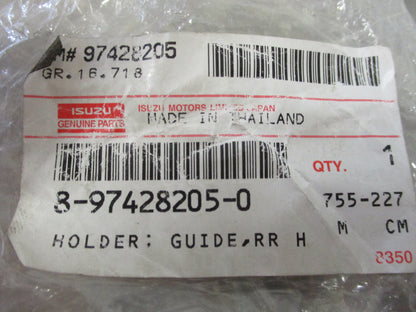 M# 97428205
GR.16.718
ISUZU
GENUINE PARTS
ISUZU MOTORS LIMITED JAPAN
MADE IN THAILAND
QTY. 1
8-97428205-0
755-227
HOLDER: GUIDE,RR H
M CM
8350